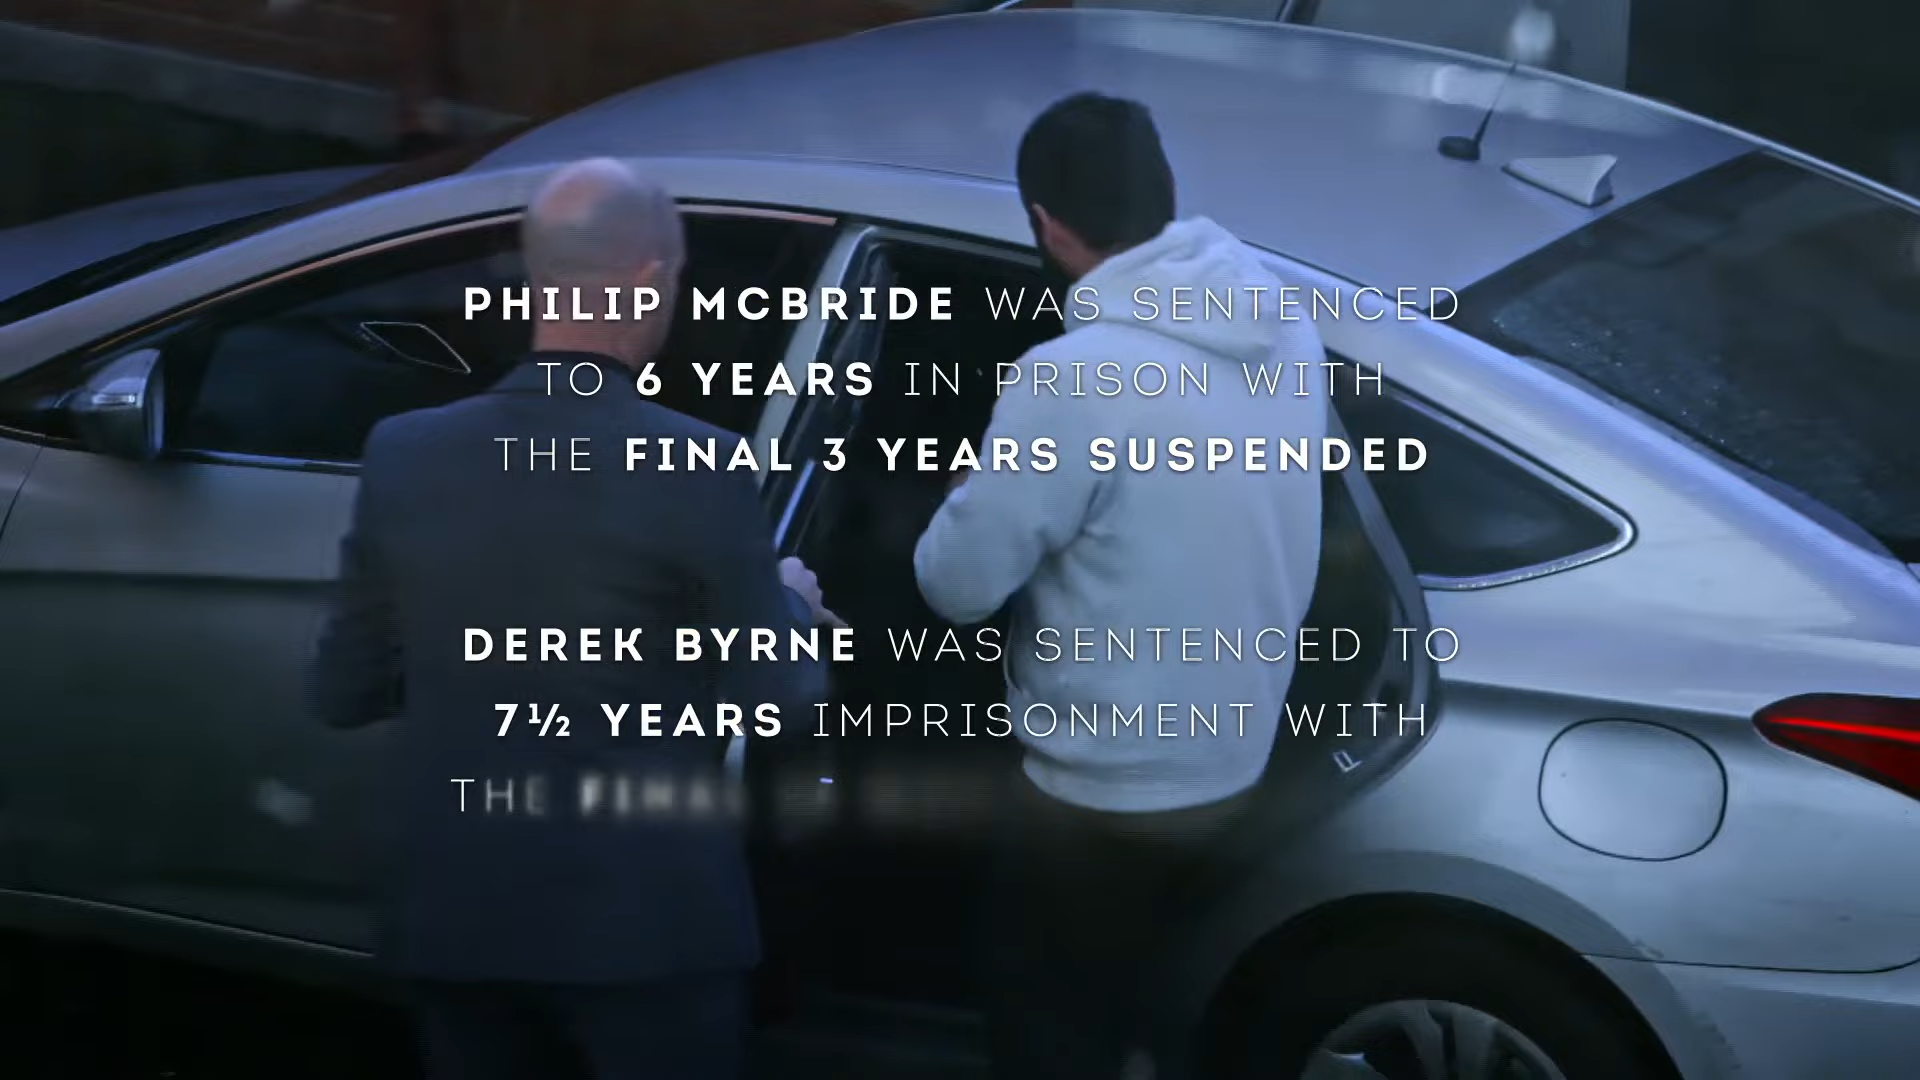 PHILIP MCBRIDE WAS SENTENCED
TO 6 YEARS IN PRISON WITH
THE FINAL 3 YEARS SUSPENDED
DEREK BYRNE WAS SENTENCED TO
7½ YEARS IMPRISONMENT WITH
THE FINAL